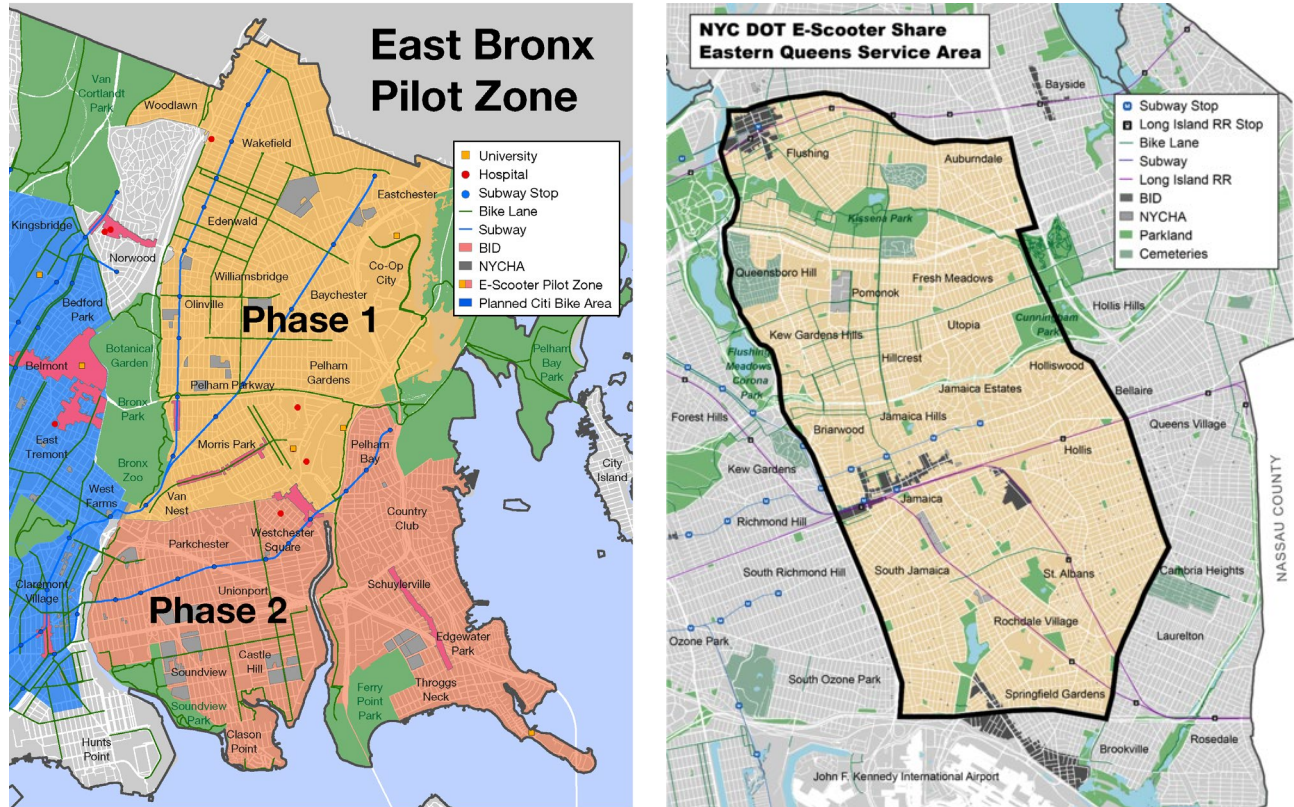 East Bronx
Pilot Zone
University
Hospital
Subway Stop
Bike Lane
Subway
BID
NYCHA
E-Scooter Pilot Zone
Planned Citi Bike Area
Van
Cortlandt
Park
Woodlawn
Wakefield
Eastchester
Kingsbridge
Edenwald
Norwood
Co-Op
City
Williamsbridge
Bedford
Park
Olinville
Baychester
Phase 1
Botanical
Garden
Belmont
Pelham
Gardens
Pelham
Bay
Park
Pelham Parkway
Bronx
Park
East
Tremont
Morris Park
Pelham
Bay
Bronx
Zoo
City
Island
West
Farms
Van
Nest
Country
Club
Westchester
Square
Parkchester
Claremont
Village
Unionport
Schuylerville
Phase 2
Edgewater
Park
Castle
Hill
Soundview
Throggs
Neck
Ferry
Point
Park
Soundview
Park
Clason
Point
Hunts
Point
NYC DOT E-Scooter Share
Eastern Queens Service Area
Subway Stop
Long Island RR Stop
Bike Lane
Subway
Long Island RR
BID
NYCHA
Parkland
Cemeteries
Bayside
Flushing
Auburndale
Kissena Park
Queensboro Hill
Fresh Meadows
Pomonok
Hollis Hills
Cunningham
Park
Utopia
Kew Gardens Hills
Flushing
Meadows
Corona
Park
Hillcrest
Holliswood
Jamaica Estates
Bellaire
Forest Hills
Jamaica Hills
Queens Village
Briarwood
Hollis
Kew Gardens
Jamaica
Richmond Hill
NASSAU COUNTY
South Richmond Hill
South Jamaica
St. Albans
Cambria Heights
Rochdale Village
Ozone Park
Laurelton
South Ozone Park
Springfield Gardens
Rosedale
Brookville
John F. Kennedy International Airport